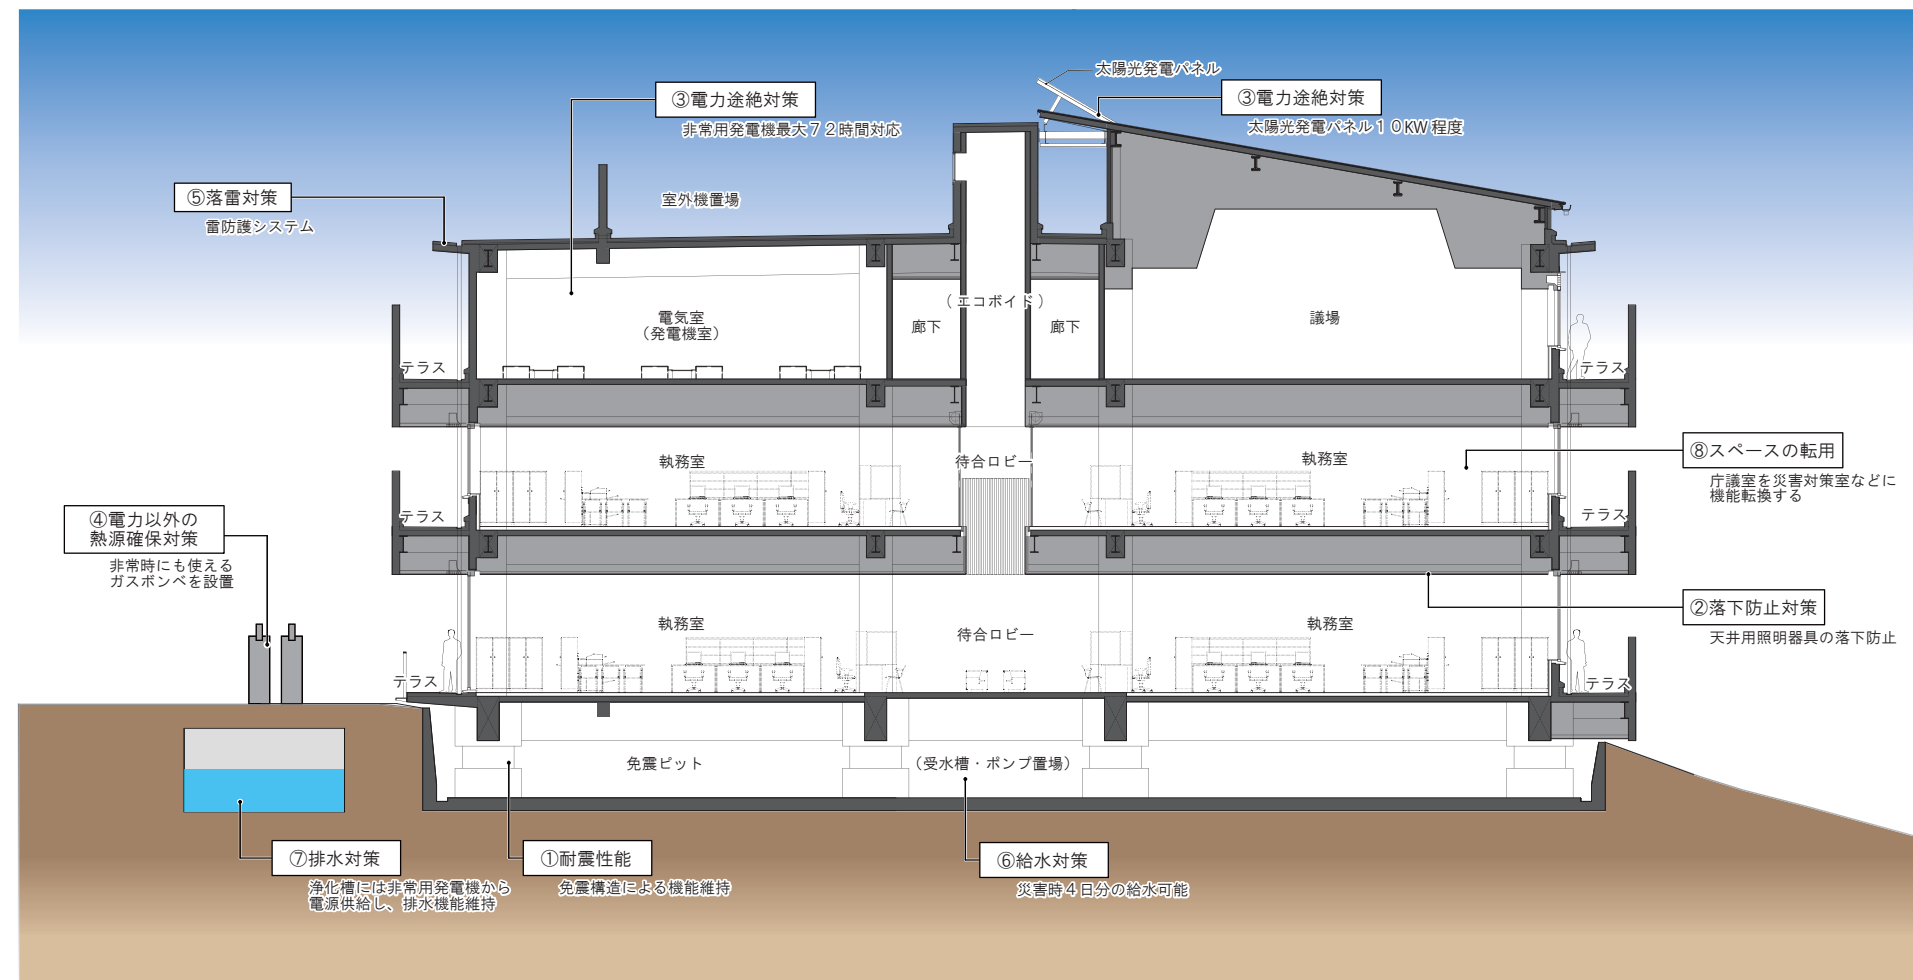 太陽光発電パネル
③電力途絶対策
非常用発電機最大７２時間対応
③電力途絶対策
太陽光発電パネル１０KW 程度
⑤落雷対策
雷防護システム
室外機置場
電気室
（発電機室）
廊下
（エコボイド）
廊下
議場
テラス
テラス
執務室
待合ロビー
執務室
⑧スペースの転用
庁議室を災害対策室などに
機能転換する
テラス
テラス
④電力以外の
熱源確保対策
非常時にも使える
ガスボンベを設置
②落下防止対策
天井用照明器具の落下防止
執務室
待合ロビー
執務室
テラス
テラス
免震ピット
（受水槽・ポンプ置場）
⑦排水対策
浄化槽には非常用発電機から
電源供給し、排水機能維持
①耐震性能
免震構造による機能維持
⑥給水対策
災害時４日分の給水可能